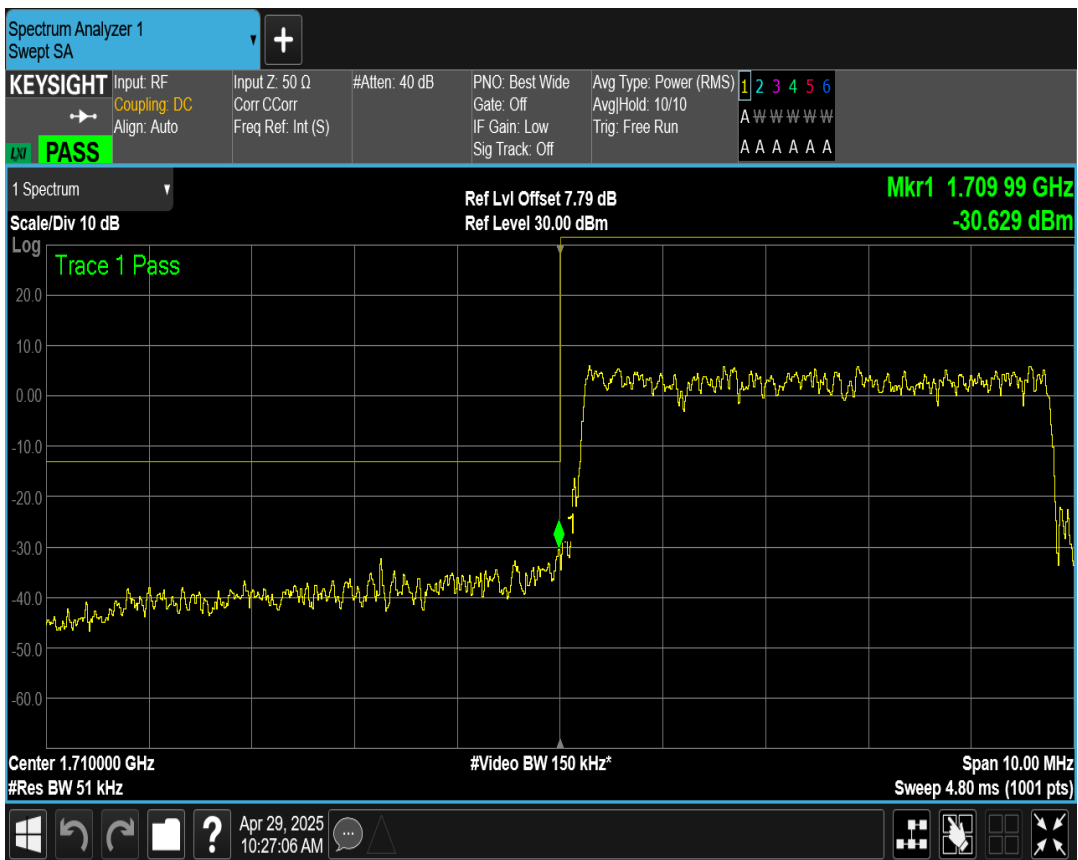 Spectrum Analyzer 1
Swept SA
KEYSIGHT
LXI PASS
Input: RF
Coupling: DC
Align: Auto
Input Z: 50 Ω
Corr CCorr
Freq Ref: Int (S)
#Atten: 40 dB
PNO: Best Wide
Gate: Off
IF Gain: Low
Sig Track: Off
Avg Type: Power (RMS)
Avg|Hold: 10/10
Trig: Free Run
1 2 3 4 5 6
A W W W W W
A A A A A A
1 Spectrum
Scale/Div 10 dB
Ref Lvl Offset 7.79 dB
Ref Level 30.00 dBm
Mkr1 1.709 99 GHz
-30.629 dBm
Log
Trace 1 Pass
20.0
10.0
0.00
-10.0
-20.0
1
-30.0
-40.0
-50.0
-60.0
Center 1.710000 GHz
#Video BW 150 kHz*
Span 10.00 MHz
#Res BW 51 kHz
Sweep 4.80 ms (1001 pts)
?
Apr 29, 2025
10:27:06 AM